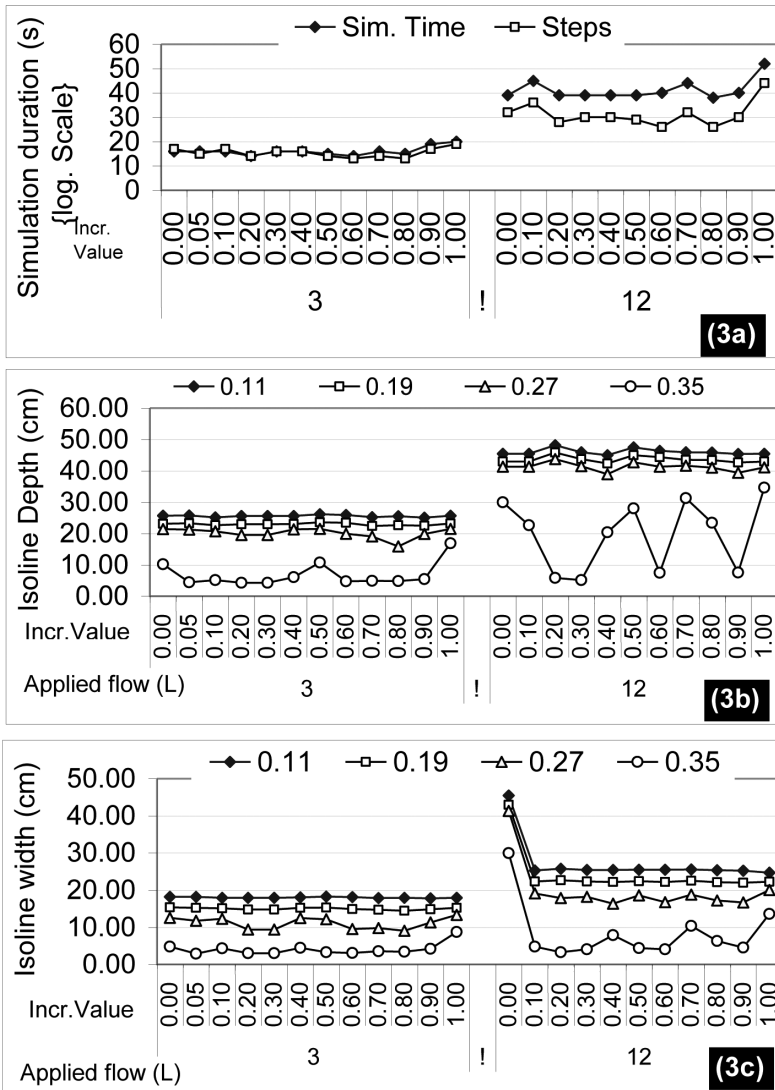 Sim. Time Steps
Simulation duration (s)
{log. Scale}
60
50
40
30
20
10
0
Incr.
Value
0.00 0.05 0.10 0.20 0.30 0.40 0.50 0.60 0.70 0.80 0.90 1.00 0.00 0.10 0.20 0.30 0.40 0.50 0.60 0.70 0.80 0.90 1.00
3 ! 12
(3a)
0.11 0.19 0.27 0.35
Isoline Depth (cm)
60.00
50.00
40.00
30.00
20.00
10.00
0.00
Incr.Value
0.00 0.05 0.10 0.20 0.30 0.40 0.50 0.60 0.70 0.80 0.90 1.00 0.00 0.10 0.20 0.30 0.40 0.50 0.60 0.70 0.80 0.90 1.00
Applied flow (L) 3 ! 12
(3b)
0.11 0.19 0.27 0.35
Isoline width (cm)
50.00
40.00
30.00
20.00
10.00
0.00
Incr.Value
0.00 0.05 0.10 0.20 0.30 0.40 0.50 0.60 0.70 0.80 0.90 1.00 0.00 0.10 0.20 0.30 0.40 0.50 0.60 0.70 0.80 0.90 1.00
3 ! 12
Applied flow (L)
(3c)